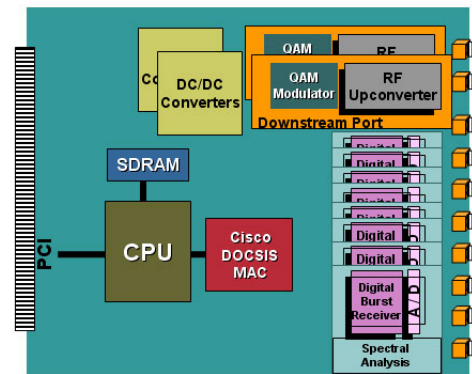 Co
DC/DC
Converters
QAM
RF
QAM
Modulator
RF
Upconverter
Downstream Port
SDRAM
CPU
PCI
Cisco
DOCSIS
MAC
Digital
Digital
Digital
Digital
Digital
Digital
Digital
Burst
Receiver
A/D
Spectral
Analysis